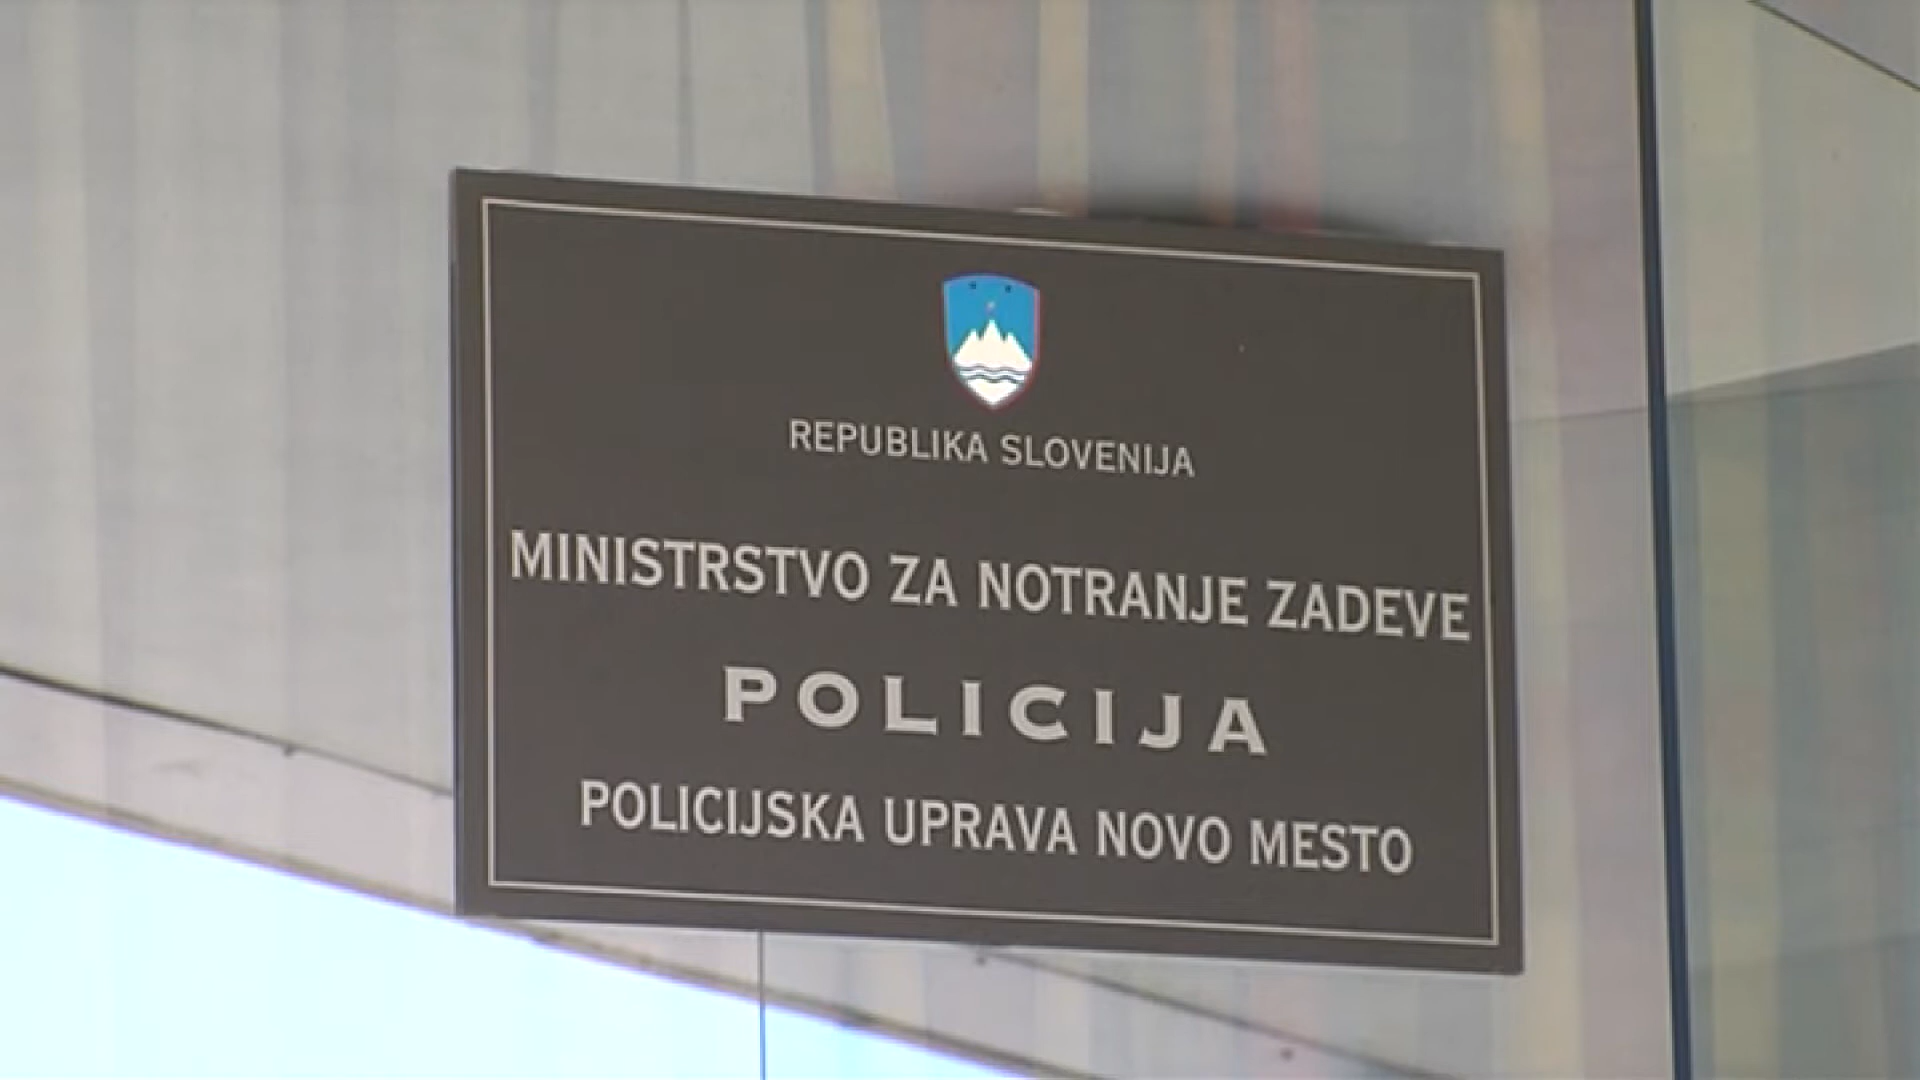 REPUBLIKA SLOVENIJA
MINISTRSTVO ZA NOTRANJE ZADEVE
POLICIJA
POLICIJSKA UPRAVA NOVO MESTO